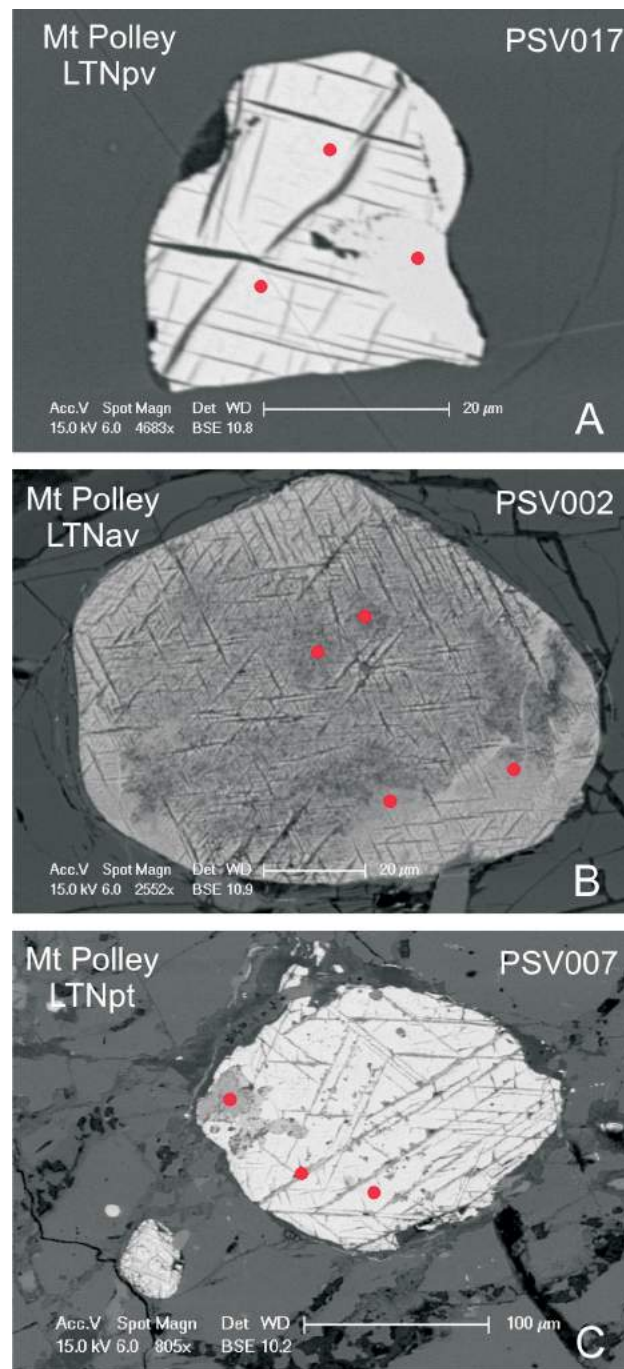 Mt Polley
LTNpv
PSV017
Acc.V Spot Magn Det WD
15.0 kV 6.0 4683x BSE 10.8
20 µm
A
Mt Polley
LTNav
PSV002
Acc.V Spot Magn Det WD
15.0 kV 6.0 2552x BSE 10.9
20 µm
B
Mt Polley
LTNpt
PSV007
Acc.V Spot Magn Det WD
15.0 kV 6.0 805x BSE 10.2
100 µm
C